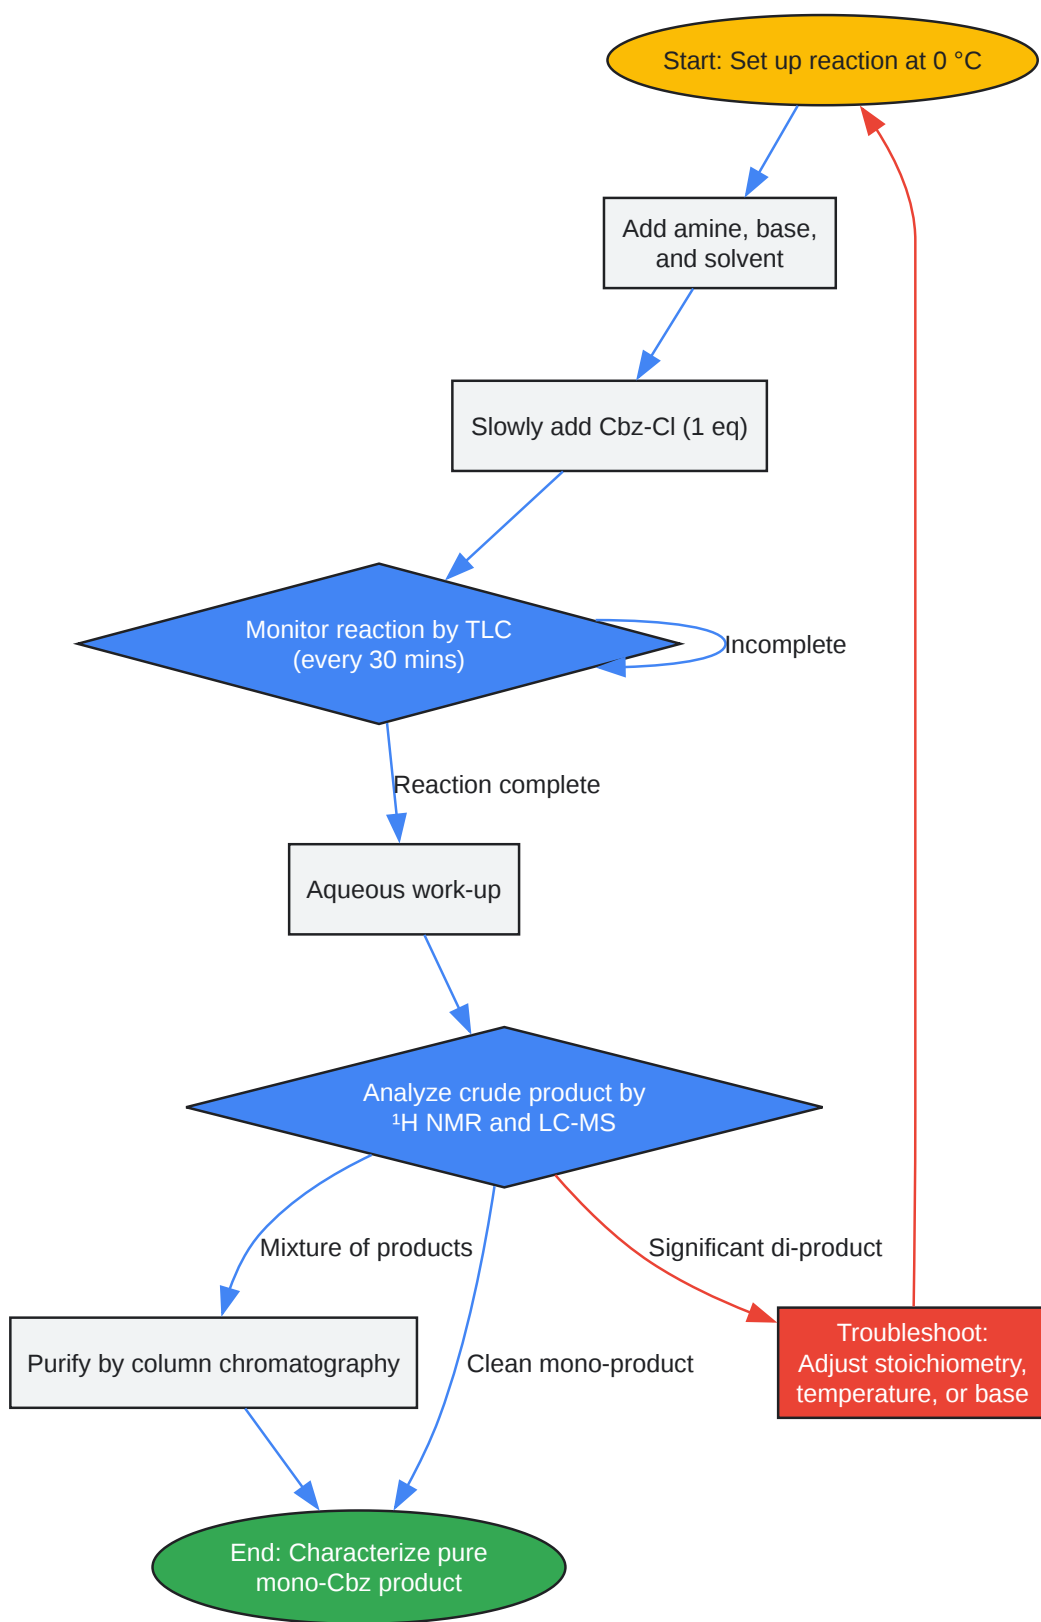 Start: Set up reaction at 0 °C
Add amine, base,
and solvent
Slowly add Cbz-Cl (1 eq)
Monitor reaction by TLC
(every 30 mins)
Incomplete
Reaction complete
Aqueous work-up
Analyze crude product by
¹H NMR and LC-MS
Mixture of products
Significant di-product
Purify by column chromatography
Clean mono-product
Troubleshoot:
Adjust stoichiometry,
temperature, or base
End: Characterize pure
mono-Cbz product